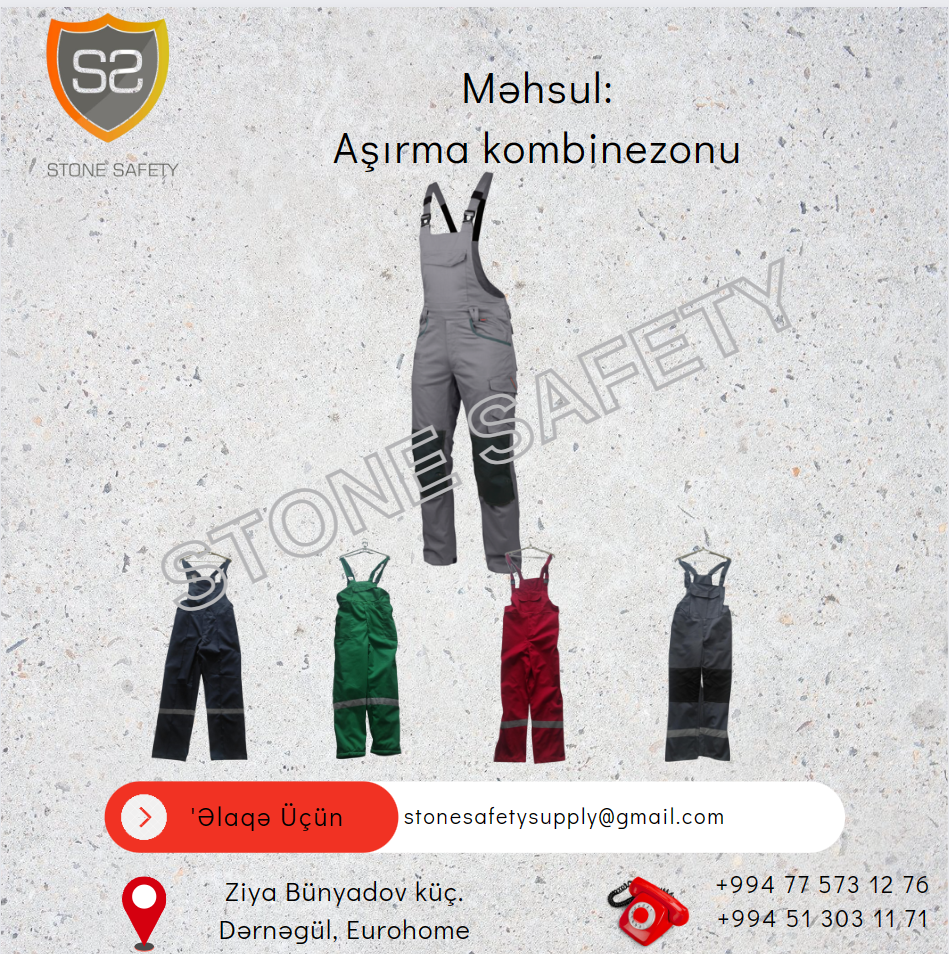 SS
STONE SAFETY
Məhsul:
Aşırma kombinezonu
STONE SAFETY
'Əlaqə Üçün
stonesafetysupply@gmail.com
Ziya Bünyadov küç.
Dərnəgül, Eurohome
+994 77 573 12 76
+994 51 303 11 71